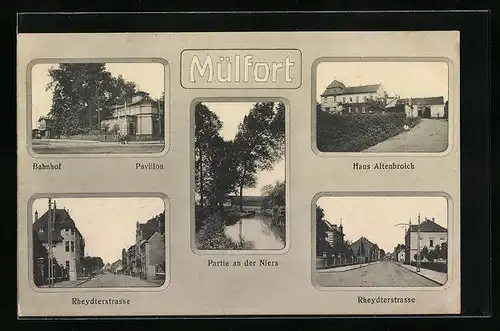 Mülfort
Bahnhof Pavillon
Haus Altenbroich
Partie an der Niers
Rheydterstrasse
Rheydterstrasse